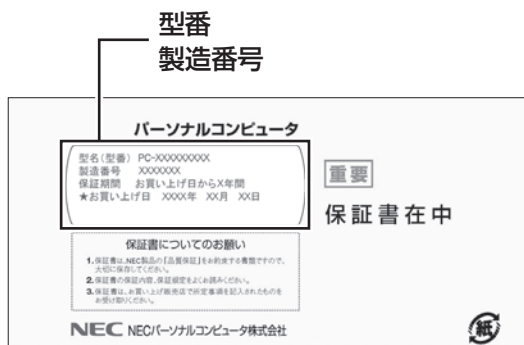 型番
製造番号
パーソナルコンピュータ
型名(型番) PC-XXXXXXXXX
製造番号 XXXXXXX
保証期間 お買い上げ日からX年間
★お買い上げ日 XXXX年 XX月 XX日
重要
保証書在中
保証書についてのお願い
1.保証書は、NEC製品の「品質保証」をお約束する書類ですので、
大切に保存してください。
2.保証書の保証内容、保証規定をよくお読みください。
3.保証書は、お買い上げ販売店で所定事項を記入されたものを
お受け取りください。
NEC NECパーソナルコンピュータ株式会社
紙